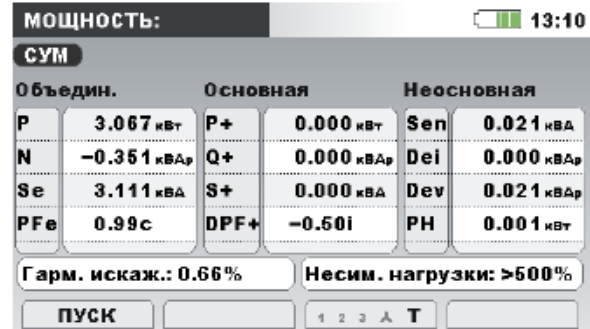 МОЩНОСТЬ: 13:10
СУМ
Объедин. Основная Неосновная
P 3.067 кВт P+ 0.000 кВт Sen 0.021 кВА
N −0.351 кВАр Q+ 0.000 кВАр Dei 0.000 кВАр
Se 3.111 кВА S+ 0.000 кВА Dev 0.021 кВАр
PFe 0.99c DPF+ −0.50i PH 0.001 кВт
Гарм. искаж.: 0.66% Несим. нагрузки: >500%
ПУСК 1 2 3 ⅄ T